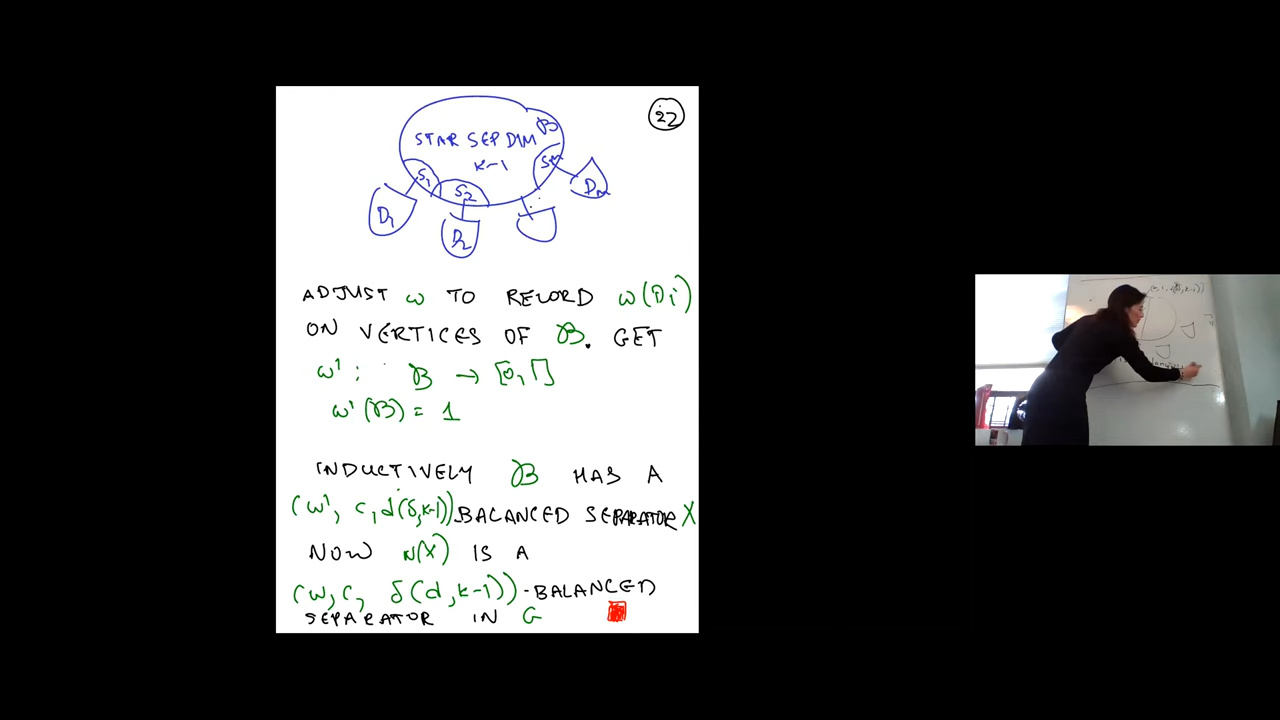 22
STAR SEP DIM B
k-1
S1
S2
Sm
D1
D2
Dm
ADJUST ω TO RECORD ω(Di)
ON VERTICES OF B. GET
ω' : B → [0,1]
ω'(B) = 1
INDUCTIVELY B HAS A
(ω', c, d(δ,k-1)) BALANCED SEPARATOR X
NOW N(X) IS A
(ω, c, δ(d, k-1)) - BALANCED
SEPARATOR IN G